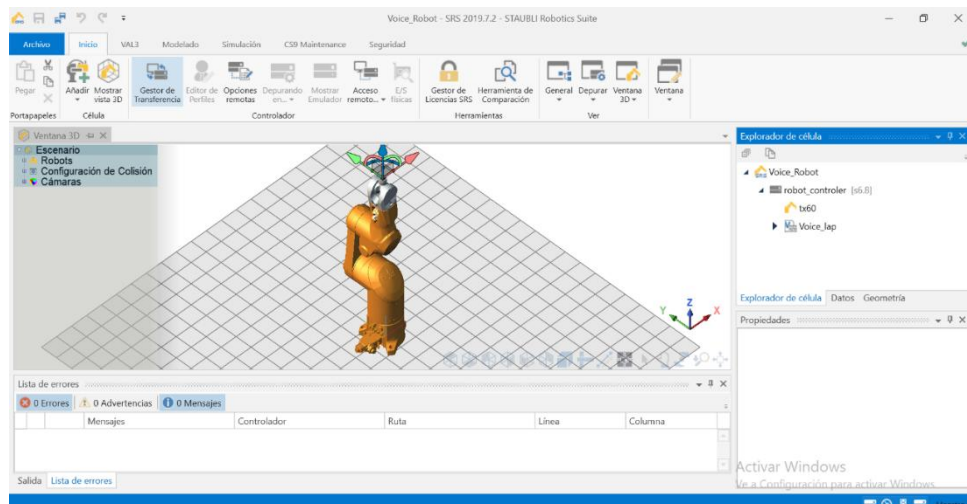 Voice_Robot - SRS 2019.7.2 - STAUBLI Robotics Suite
Archivo Inicio VAL3 Modelado Simulación CS9 Maintenance Seguridad
Pegar Añadir Mostrar vista 3D Gestor de Transferencia Editor de Perfiles Opciones remotas Depurando en... Mostrar Emulador Acceso remoto... E/S físicas Gestor de Licencias SRS Herramienta de Comparación General Depurar Ventana 3D Ventana
Portapapeles Célula Controlador Herramientas Ver
Ventana 3D
Escenario
Robots
Configuración de Colisión
Cámaras
Z
Y X
Explorador de célula
Voice_Robot
robot_controler [s6.8]
tx60
Voice_lap
Explorador de célula Datos Geometría
Propiedades
Lista de errores
0 Errores 0 Advertencias 0 Mensajes
Mensajes Controlador Ruta Línea Columna
Salida Lista de errores
Activar Windows
Ve a Configuración para activar Windows.